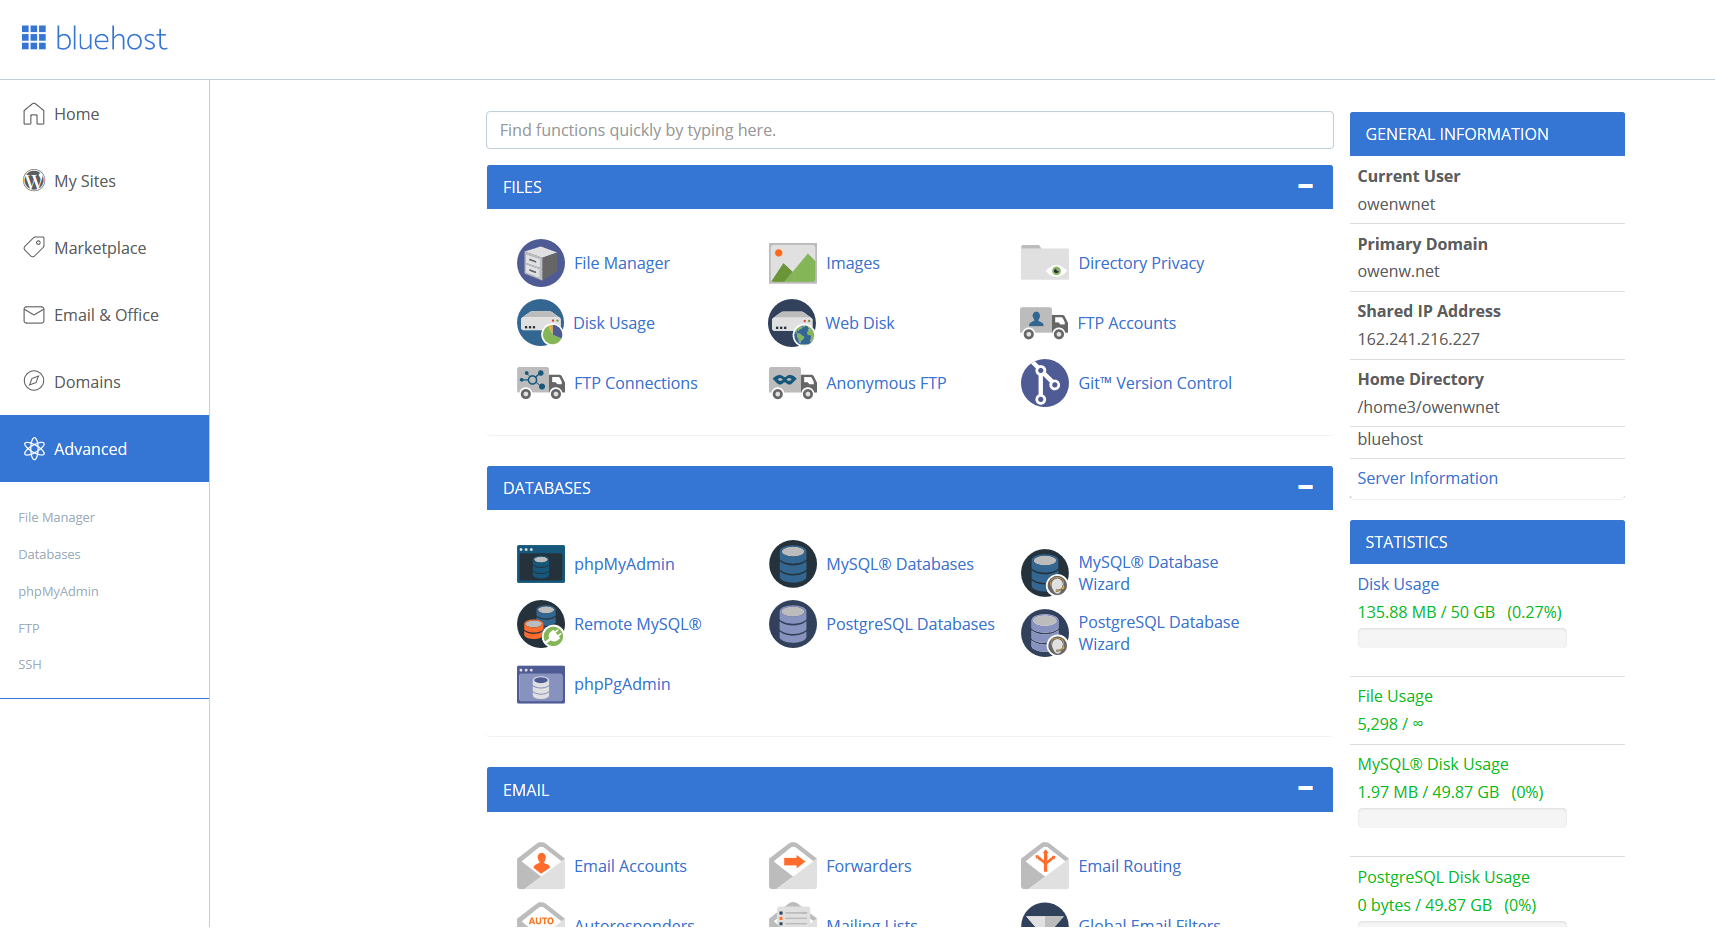 bluehost
Home
My Sites
Marketplace
Email & Office
Domains
Advanced
File Manager
Databases
phpMyAdmin
FTP
SSH
Find functions quickly by typing here.
FILES
File Manager
Images
Directory Privacy
Disk Usage
Web Disk
FTP Accounts
FTP Connections
Anonymous FTP
Git™ Version Control
DATABASES
phpMyAdmin
MySQL® Databases
MySQL® Database
Wizard
Remote MySQL®
PostgreSQL Databases
PostgreSQL Database
Wizard
phpPgAdmin
EMAIL
Email Accounts
Forwarders
Email Routing
AUTO
Autoresponders
Mailing Lists
Global Email Filters
GENERAL INFORMATION
Current User
owenwnet
Primary Domain
owenw.net
Shared IP Address
162.241.216.227
Home Directory
/home3/owenwnet
bluehost
Server Information
STATISTICS
Disk Usage
135.88 MB / 50 GB (0.27%)
File Usage
5,298 / ∞
MySQL® Disk Usage
1.97 MB / 49.87 GB (0%)
PostgreSQL Disk Usage
0 bytes / 49.87 GB (0%)